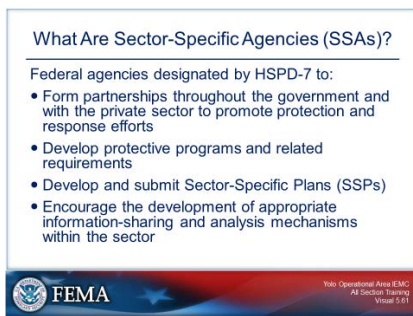 What Are Sector-Specific Agencies (SSAs)?
Federal agencies designated by HSPD-7 to:
• Form partnerships throughout the government and
with the private sector to promote protection and
response efforts
• Develop protective programs and related
requirements
• Develop and submit Sector-Specific Plans (SSPs)
• Encourage the development of appropriate
information-sharing and analysis mechanisms
within the sector
FEMA
Yolo Operational Area IEMC
All Section Training
Visual 5.61